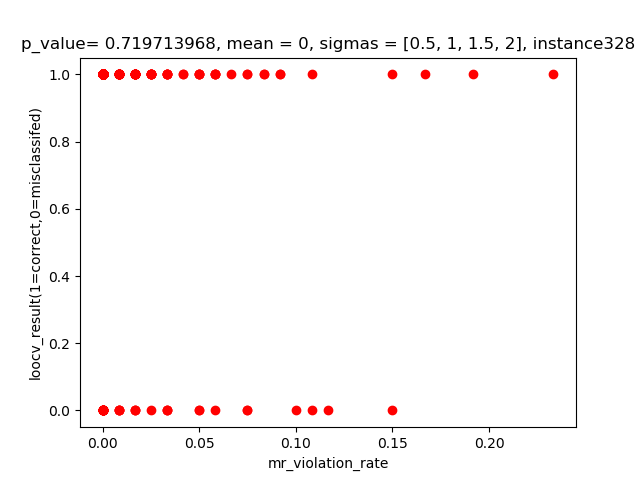 p_value= 0.719713968, mean = 0, sigmas = [0.5, 1, 1.5, 2], instance328
1.0
0.8
0.6
0.4
0.2
0.0
loocv_result(1=correct,0=misclassifed)
0.00 0.05 0.10 0.15 0.20
mr_violation_rate